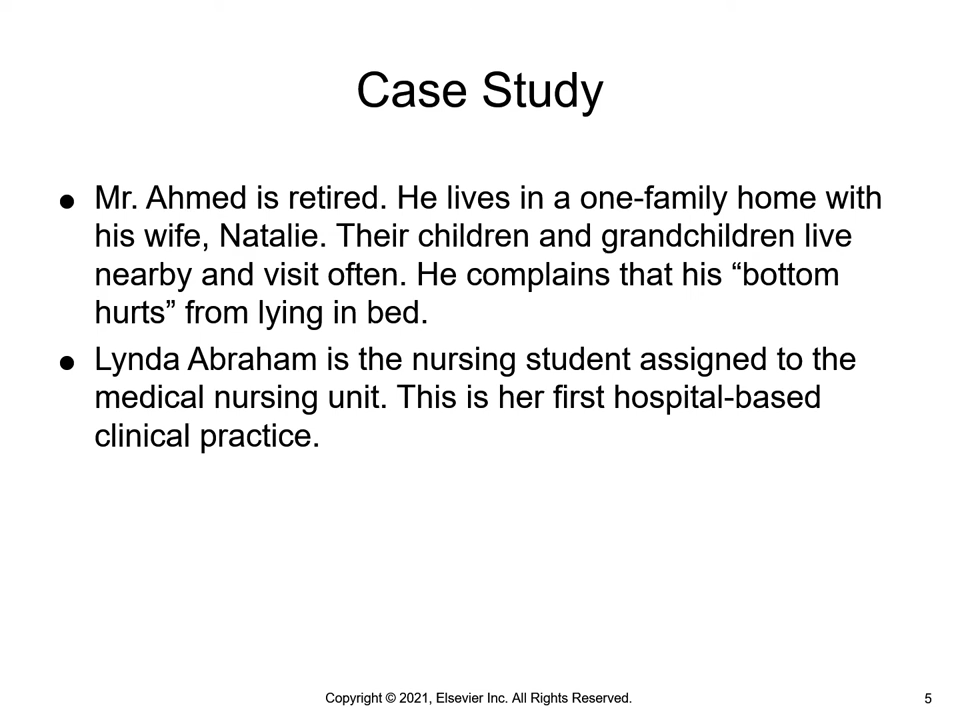 Case Study
● Mr. Ahmed is retired. He lives in a one-family home with
his wife, Natalie. Their children and grandchildren live
nearby and visit often. He complains that his “bottom
hurts” from lying in bed.
● Lynda Abraham is the nursing student assigned to the
medical nursing unit. This is her first hospital-based
clinical practice.
Copyright © 2021, Elsevier Inc. All Rights Reserved.
5